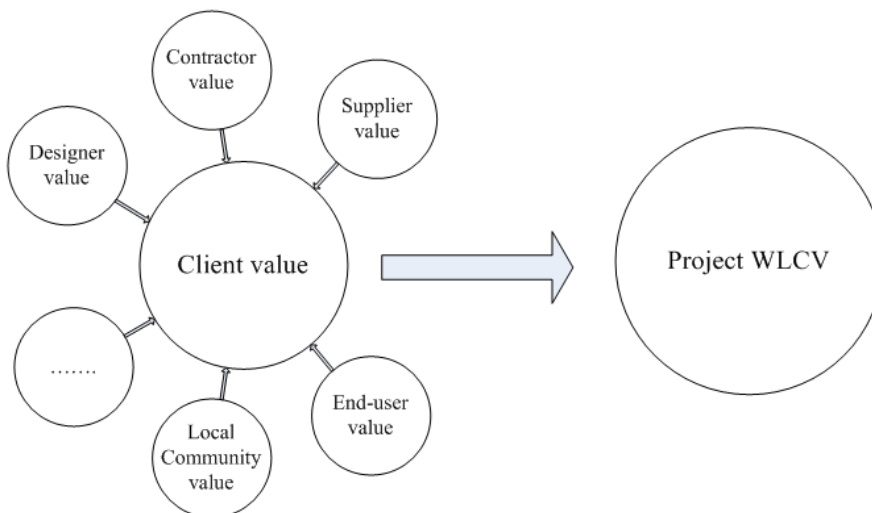 Contractor
value
Supplier
value
Designer
value
Client value
Project WLCV
.......
End-user
value
Local
Community
value